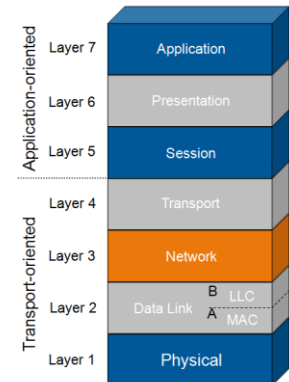 Application-oriented
Transport-oriented
Layer 7 Application
Layer 6 Presentation
Layer 5 Session
Layer 4 Transport
Layer 3 Network
Layer 2 Data Link B LLC
A MAC
Layer 1 Physical